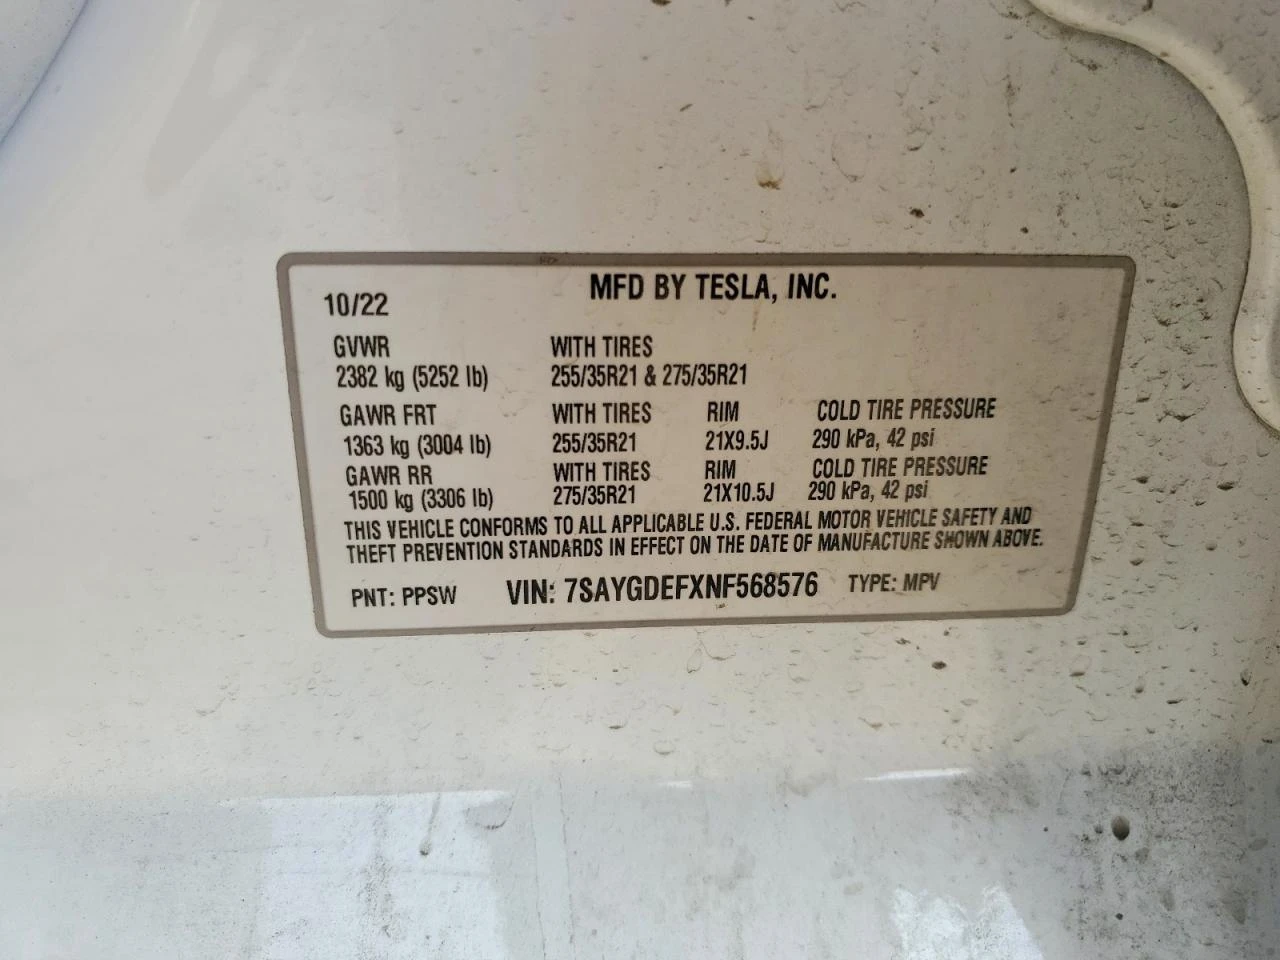 MFD BY TESLA, INC.
10/22
GVWR WITH TIRES
2382 kg (5252 lb) 255/35R21 & 275/35R21
GAWR FRT WITH TIRES RIM COLD TIRE PRESSURE
1363 kg (3004 lb) 255/35R21 21X9.5J 290 kPa, 42 psi
GAWR RR WITH TIRES RIM COLD TIRE PRESSURE
1500 kg (3306 lb) 275/35R21 21X10.5J 290 kPa, 42 psi
THIS VEHICLE CONFORMS TO ALL APPLICABLE U.S. FEDERAL MOTOR VEHICLE SAFETY AND
THEFT PREVENTION STANDARDS IN EFFECT ON THE DATE OF MANUFACTURE SHOWN ABOVE.
PNT: PPSW VIN: 7SAYGDEFXNF568576 TYPE: MPV